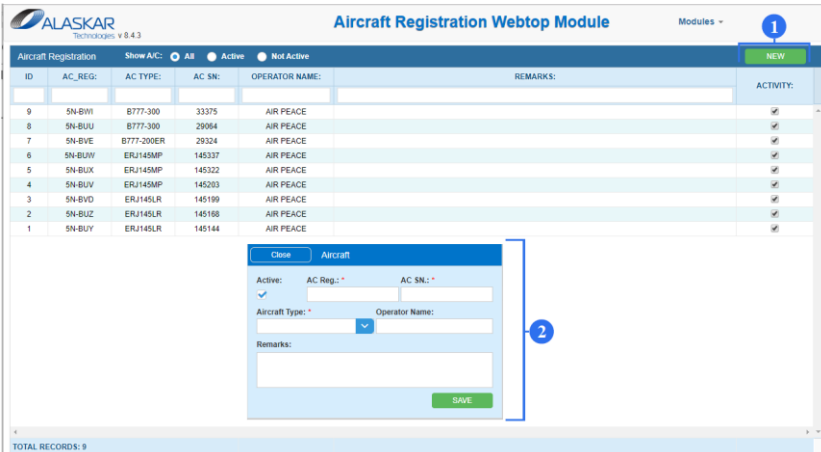 ALASKAR
Technologies v 8.4.3
Aircraft Registration Webtop Module
Modules
1
Aircraft Registration Show A/C: All Active Not Active NEW
ID AC_REG: AC TYPE: AC SN: OPERATOR NAME: REMARKS: ACTIVITY:
9 5N-BWI B777-300 33375 AIR PEACE
8 5N-BUU B777-300 29064 AIR PEACE
7 5N-BVE B777-200ER 29324 AIR PEACE
6 5N-BUW ERJ145MP 145337 AIR PEACE
5 5N-BUX ERJ145MP 145322 AIR PEACE
4 5N-BUV ERJ145MP 145203 AIR PEACE
3 5N-BVD ERJ145LR 145199 AIR PEACE
2 5N-BUZ ERJ145LR 145168 AIR PEACE
1 5N-BUY ERJ145LR 145144 AIR PEACE
Close Aircraft
Active: AC Reg.: * AC SN.: *
Aircraft Type: * Operator Name:
2
Remarks:
SAVE
TOTAL RECORDS: 9